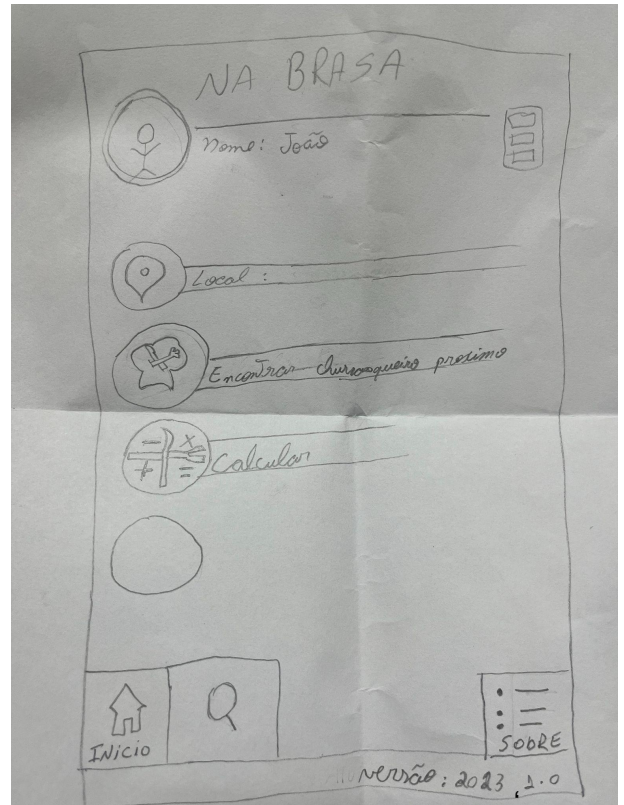 NA BRASA
Nome: João
Local :
Encontrar churrasqueiro proximo
- x
+ =
Calcular
INicio
SOBRE
versão: 2023 1.0